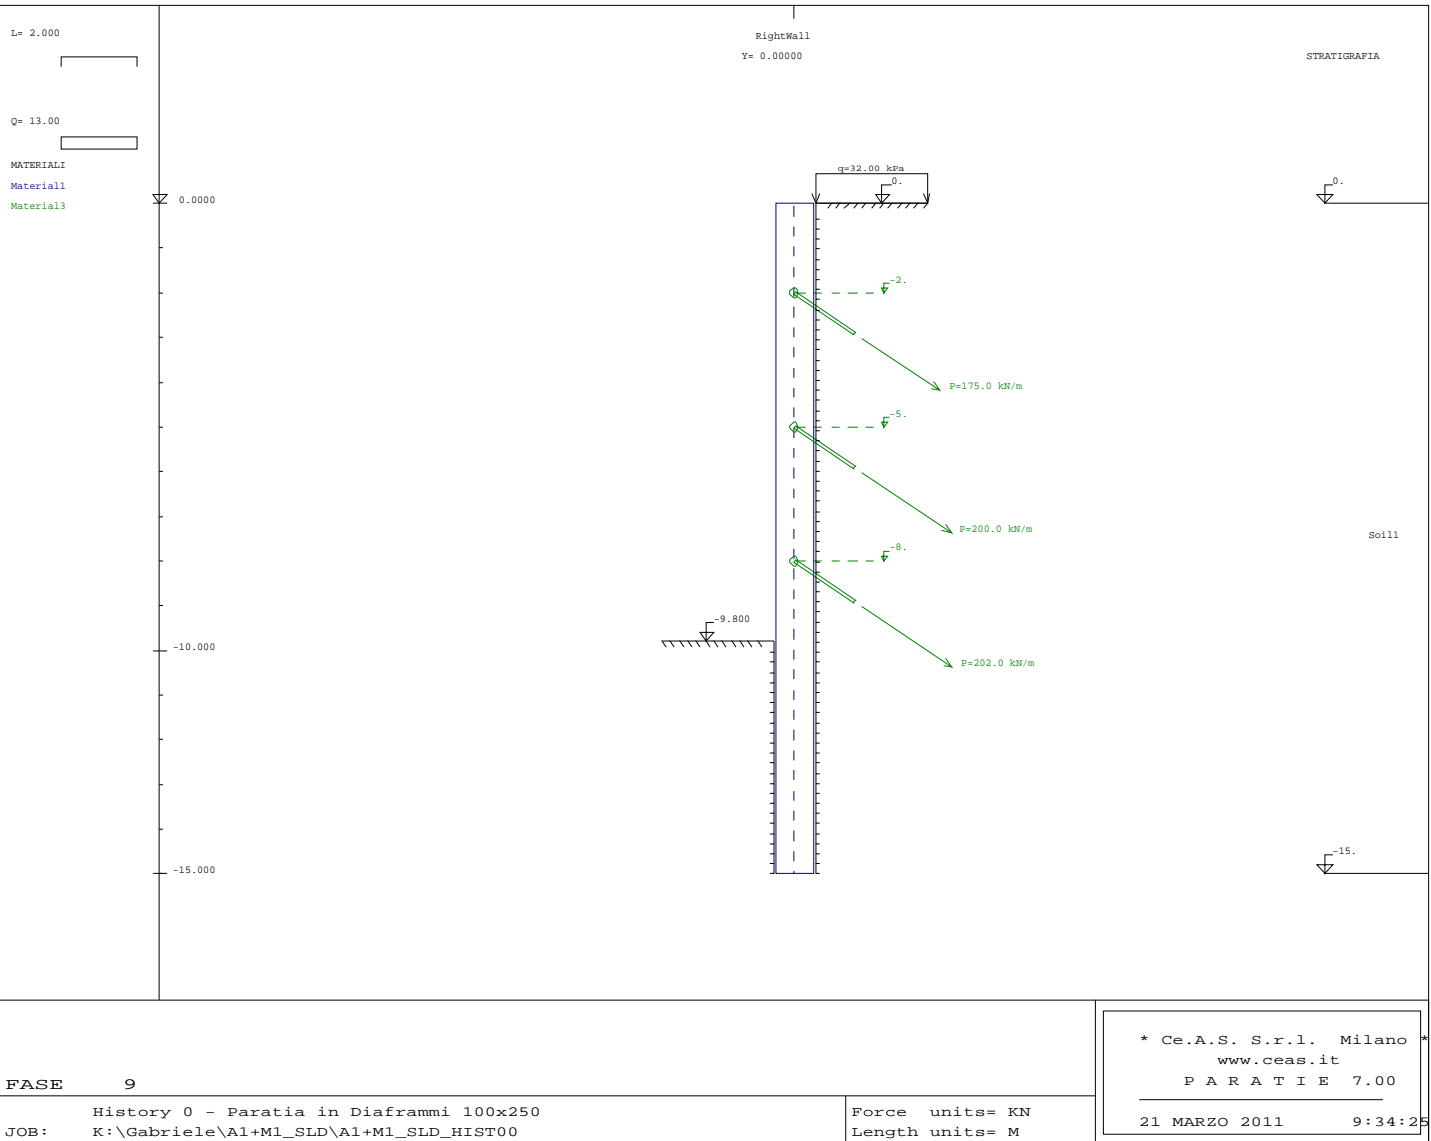 L= 2.000
RightWall
Y= 0.00000
STRATIGRAFIA
Q= 13.00
MATERIALI
Material1
Material3
q=32.00 kPa
0.
0.
0.0000
-2.
P=175.0 kN/m
-5.
P=200.0 kN/m
Soil1
-8.
-9.800
-10.000
P=202.0 kN/m
-15.
-15.000
* Ce.A.S. S.r.l. Milano *
www.ceas.it
P A R A T I E 7.00
FASE 9
History 0 - Paratia in Diaframmi 100x250
Force units= KN
JOB: K:\Gabriele\A1+M1_SLD\A1+M1_SLD_HIST00
Length units= M
21 MARZO 2011 9:34:25